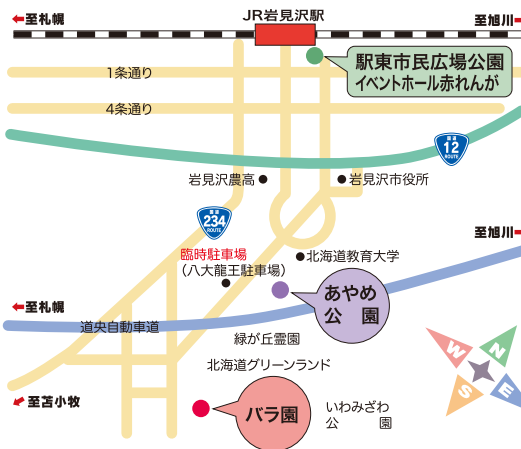 至札幌
JR岩見沢駅
至旭川
駅東市民広場公園
イベントホール赤れんが
1条通り
4条通り
国道
12
ROUTE
岩見沢農高
岩見沢市役所
国道
234
ROUTE
至旭川
臨時駐車場
(八大龍王駐車場)
北海道教育大学
あやめ
公園
至札幌
道央自動車道
緑が丘霊園
北海道グリーンランド
至苫小牧
バラ園
いわみざわ
公園
W
N
S
E